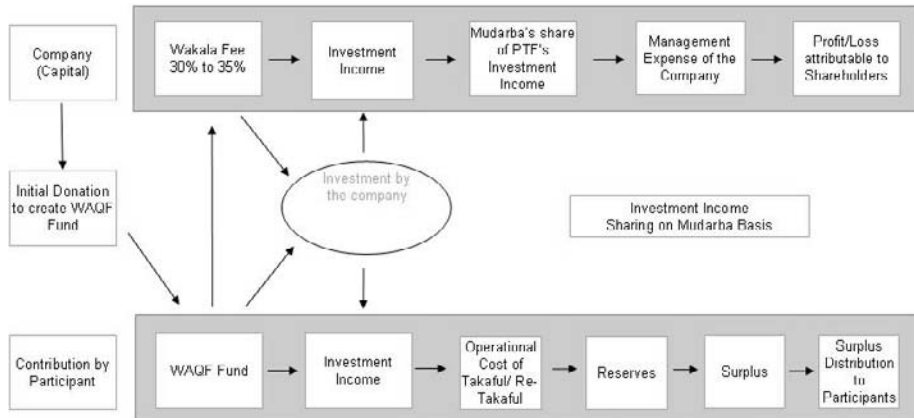 Company
(Capital)
Wakala Fee
30% to 35%
Investment
Income
Mudarba's share
of PTF's
Investment
Income
Management
Expense of the
Company
Profit/Loss
attributable to
Shareholders
Initial Donation
to create WAQF
Fund
Investment by
the company
Investment Income
Sharing on Mudarba Basis
Contribution by
Participant
WAQF Fund
Investment
Income
Operational
Cost of
Takaful/ Re-
Takaful
Reserves
Surplus
Surplus
Distribution
to
Participants